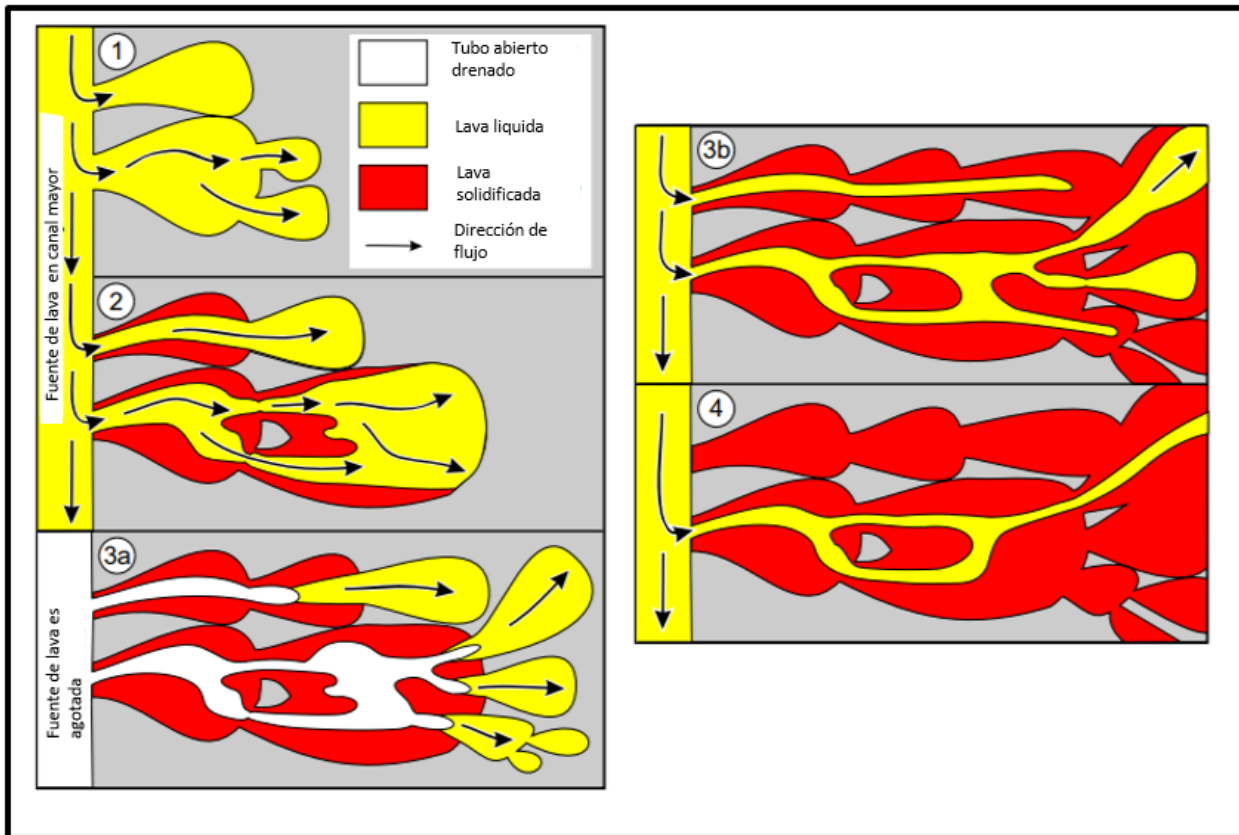 1
Tubo abierto
drenado
Lava liquida
Lava
solidificada
Dirección de
flujo
Fuente de lava en canal mayor
2
3a
Fuente de lava es
agotada
3b
4